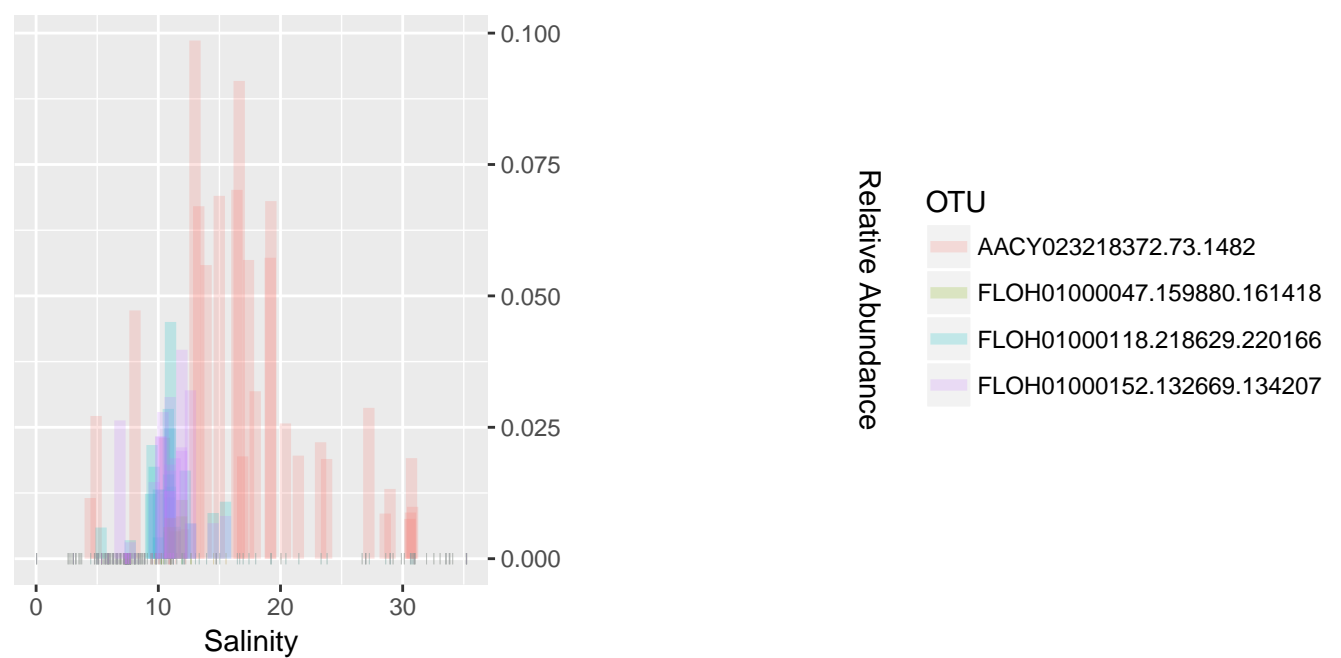 0.100
0.075
0.050
0.025
0.000
0 10 20 30
Salinity
Relative Abundance
OTU
AACY023218372.73.1482
FLOH01000047.159880.161418
FLOH01000118.218629.220166
FLOH01000152.132669.134207